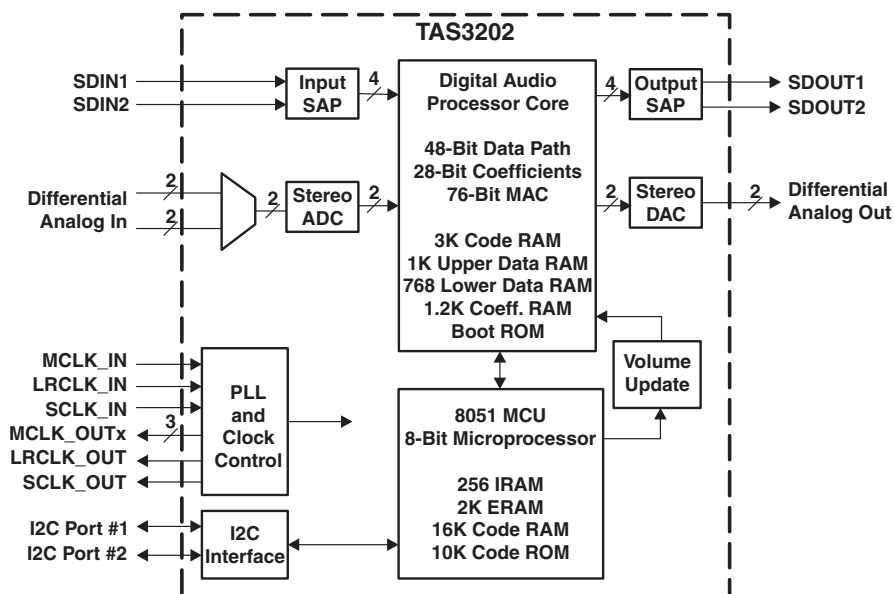 TAS3202
SDIN1
SDIN2
Input
SAP
4
Digital Audio
Processor Core
48-Bit Data Path
28-Bit Coefficients
76-Bit MAC
3K Code RAM
1K Upper Data RAM
768 Lower Data RAM
1.2K Coeff. RAM
Boot ROM
4
Output
SAP
SDOUT1
SDOUT2
Differential
Analog In
2
2
2
Stereo
ADC
2
2
Stereo
DAC
2
Differential
Analog Out
MCLK_IN
LRCLK_IN
SCLK_IN
MCLK_OUTx
LRCLK_OUT
SCLK_OUT
3
PLL
and
Clock
Control
Volume
Update
8051 MCU
8-Bit Microprocessor
256 IRAM
2K ERAM
16K Code RAM
10K Code ROM
I2C Port #1
I2C Port #2
I2C
Interface